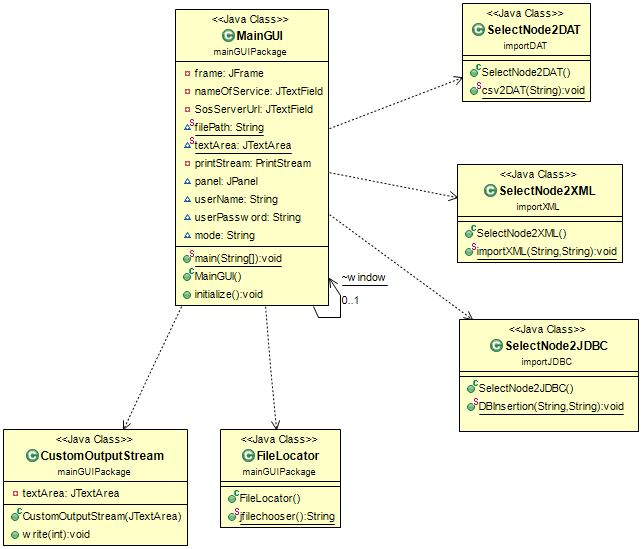 <<Java Class>>
MainGUI
mainGUIPackage
frame: JFrame
nameOfService: JTextField
SosServerUrl: JTextField
filePath: String
textArea: JTextArea
printStream: PrintStream
panel: JPanel
userName: String
userPassword: String
mode: String
main(String[]):void
MainGUI()
initialize():void
~window
0..1
<<Java Class>>
SelectNode2DAT
importDAT
SelectNode2DAT()
csv2DAT(String):void
<<Java Class>>
SelectNode2XML
importXML
SelectNode2XML()
importXML(String,String):void
<<Java Class>>
SelectNode2JDBC
importJDBC
SelectNode2JDBC()
DBInsertion(String,String):void
<<Java Class>>
CustomOutputStream
mainGUIPackage
textArea: JTextArea
CustomOutputStream(JTextArea)
write(int):void
<<Java Class>>
FileLocator
mainGUIPackage
FileLocator()
jfilechooser():String